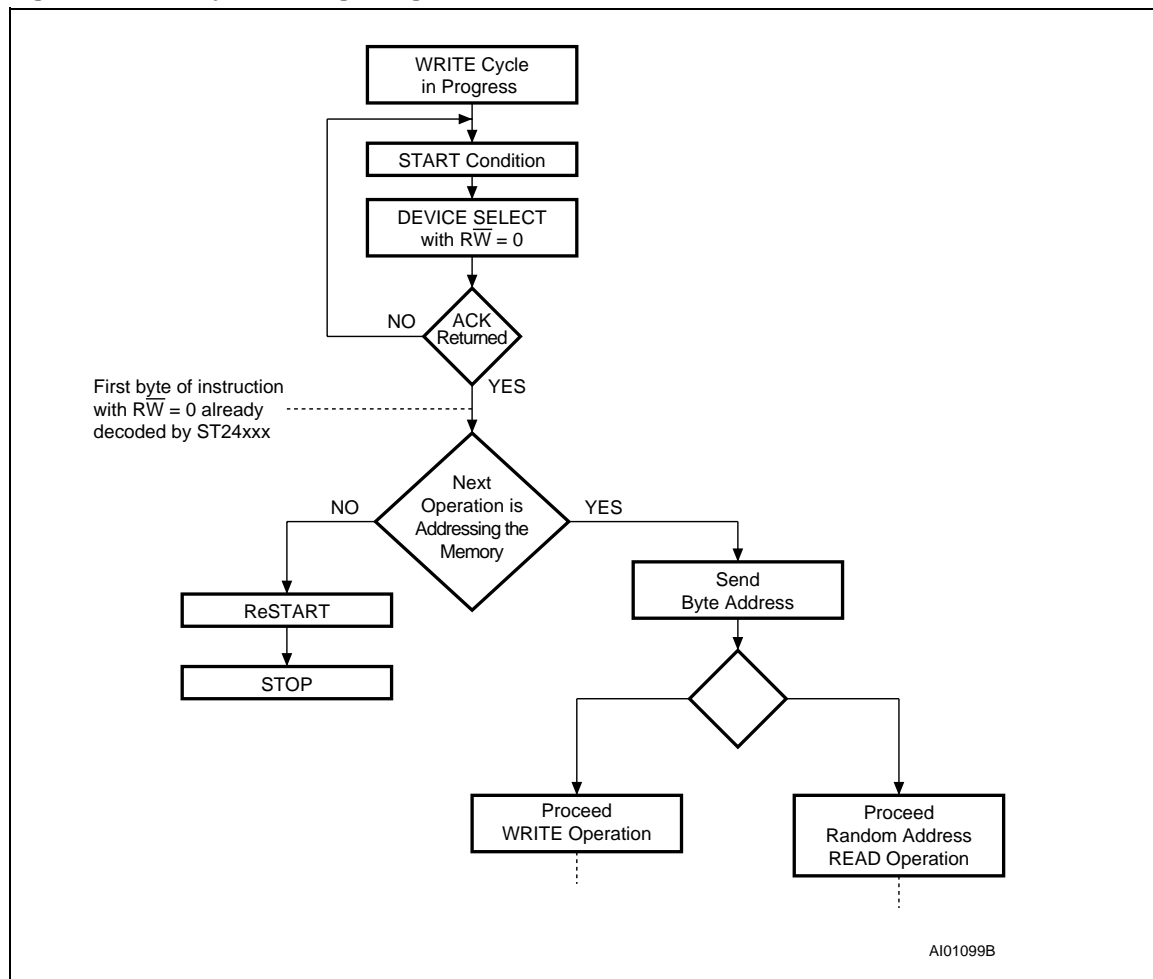 WRITE Cycle
in Progress
START Condition
DEVICE SELECT
with RW̅ = 0
NO
ACK
Returned
YES
First byte of instruction
with RW̅ = 0 already
decoded by ST24xxx
Next
Operation is
Addressing the
Memory
NO
YES
Send
Byte Address
ReSTART
STOP
Proceed
WRITE Operation
Proceed
Random Address
READ Operation
AI01099B